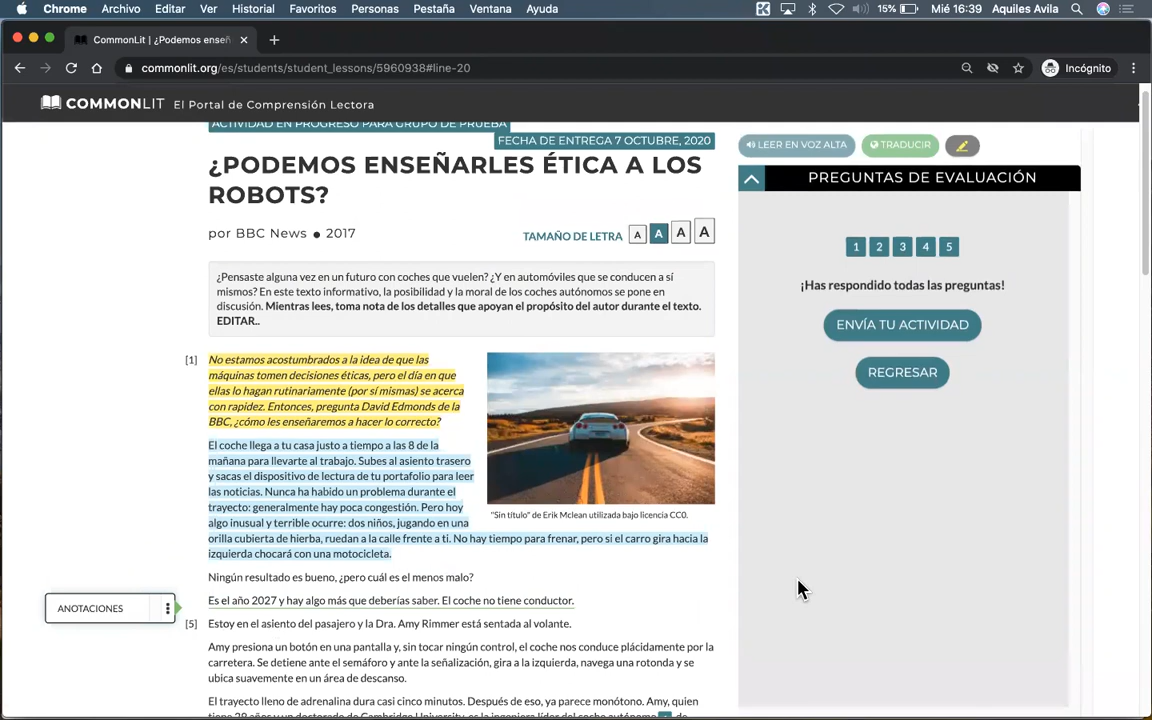 Chrome Archivo Editar Ver Historial Favoritos Personas Pestaña Ventana Ayuda 15% Mié 16:39 Aquiles Avila
CommonLit | ¿Podemos enseñ
commonlit.org/es/students/student_lessons/5960938#line-20 Incógnito
COMMONLIT El Portal de Comprensión Lectora
ACTIVIDAD EN PROGRESO PARA GRUPO DE PRUEBA
FECHA DE ENTREGA 7 OCTUBRE, 2020
¿PODEMOS ENSEÑARLES ÉTICA A LOS
ROBOTS?
por BBC News ● 2017
TAMAÑO DE LETRA A A A A
¿Pensaste alguna vez en un futuro con coches que vuelen? ¿Y en automóviles que se conducen a sí
mismos? En este texto informativo, la posibilidad y la moral de los coches autónomos se pone en
discusión. Mientras lees, toma nota de los detalles que apoyan el propósito del autor durante el texto.
EDITAR..
[1] No estamos acostumbrados a la idea de que las
máquinas tomen decisiones éticas, pero el día en que
ellas lo hagan rutinariamente (por sí mismas) se acerca
con rapidez. Entonces, pregunta David Edmonds de la
BBC, ¿cómo les enseñaremos a hacer lo correcto?
El coche llega a tu casa justo a tiempo a las 8 de la
mañana para llevarte al trabajo. Subes al asiento trasero
y sacas el dispositivo de lectura de tu portafolio para leer
las noticias. Nunca ha habido un problema durante el
trayecto: generalmente hay poca congestión. Pero hoy
algo inusual y terrible ocurre: dos niños, jugando en una
orilla cubierta de hierba, ruedan a la calle frente a ti. No hay tiempo para frenar, pero si el carro gira hacia la
izquierda chocará con una motocicleta.
"Sin título" de Erik Mclean utilizada bajo licencia CC0.
Ningún resultado es bueno, ¿pero cuál es el menos malo?
Es el año 2027 y hay algo más que deberías saber. El coche no tiene conductor.
ANOTACIONES
[5] Estoy en el asiento del pasajero y la Dra. Amy Rimmer está sentada al volante.
Amy presiona un botón en una pantalla y, sin tocar ningún control, el coche nos conduce plácidamente por la
carretera. Se detiene ante el semáforo y ante la señalización, gira a la izquierda, navega una rotonda y se
ubica suavemente en un área de descanso.
El trayecto lleno de adrenalina dura casi cinco minutos. Después de eso, ya parece monótono. Amy, quien
tiene 28 años y un doctorado de Cambridge University, es la ingeniera líder del coche autónomo de
LEER EN VOZ ALTA
TRADUCIR
PREGUNTAS DE EVALUACIÓN
1 2 3 4 5
¡Has respondido todas las preguntas!
ENVÍA TU ACTIVIDAD
REGRESAR